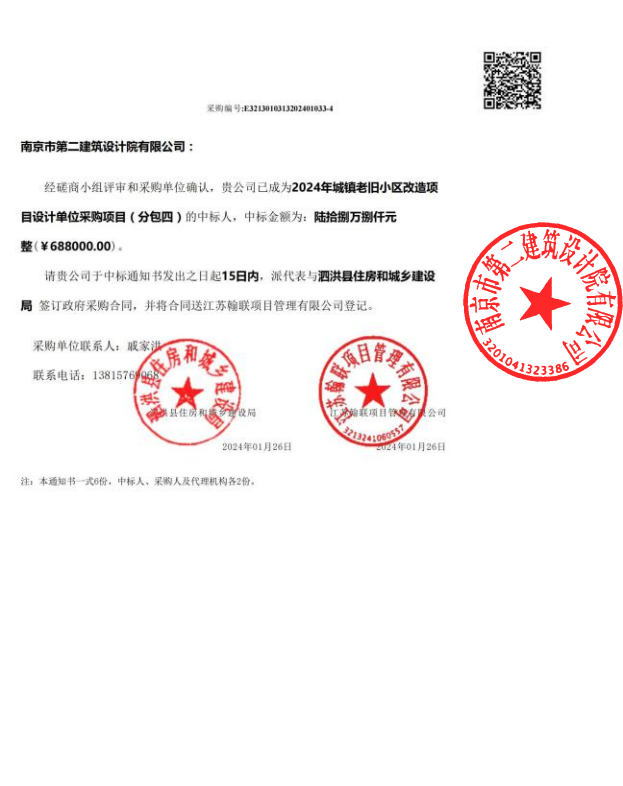 采购编号:E3213010313202401033-4
南京市第二建筑设计院有限公司：
经磋商小组评审和采购单位确认，贵公司已成为2024年城镇老旧小区改造项
目设计单位采购项目（分包四）的中标人，中标金额为：陆拾捌万捌仟元
整(￥688000.00)。
请贵公司于中标通知书发出之日起15日内，派代表与泗洪县住房和城乡建设
局 签订政府采购合同，并将合同送江苏翰联项目管理有限公司登记。
采购单位联系人：戚家洪
联系电话：13815769068
泗洪县住房和城乡建设局
江苏翰联项目管理有限公司
2024年01月26日
2024年01月26日
注：本通知书一式6份，中标人、采购人及代理机构各2份。
泗洪县住房和城乡建设局
江苏翰联项目管理有限公司
3213241060557
南京市第二建筑设计院有限公司
3201041323386